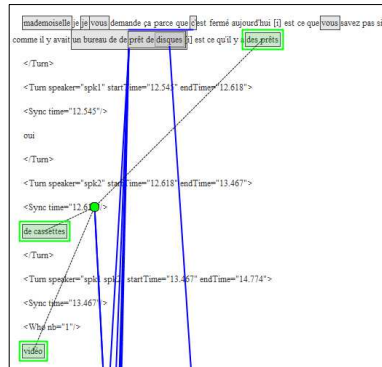 mademoiselle je je vous demande ça parce que c'est fermé aujourd'hui [i] est ce que vous savez pas si
comme il y avait un bureau de de prêt de disques [i] est ce qu'il y a des prêts
</Turn>
<Turn speaker="spk1" startTime="12.545" endTime="12.618">
<Sync time="12.545"/>
oui
</Turn>
<Turn speaker="spk2" startTime="12.618" endTime="13.467">
<Sync time="12.618"/>
de cassettes
</Turn>
<Turn speaker="spk1 spk2" startTime="13.467" endTime="14.774">
<Sync time="13.467"/>
<Who nb="1"/>
vidéo